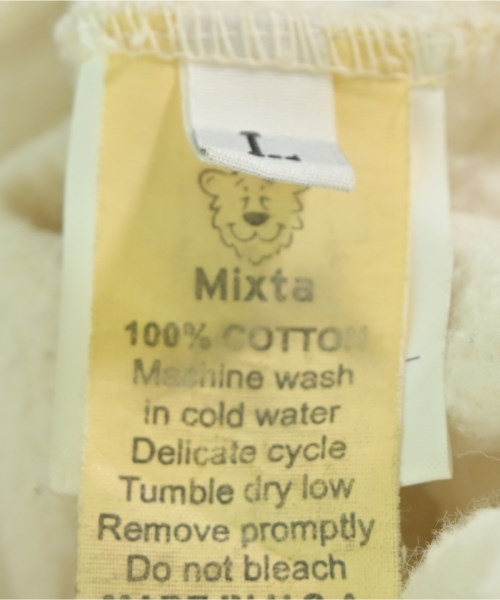 Mixta
100% COTTON
Machine wash
in cold water
Delicate cycle
Tumble dry low
Remove promptly
Do not bleach